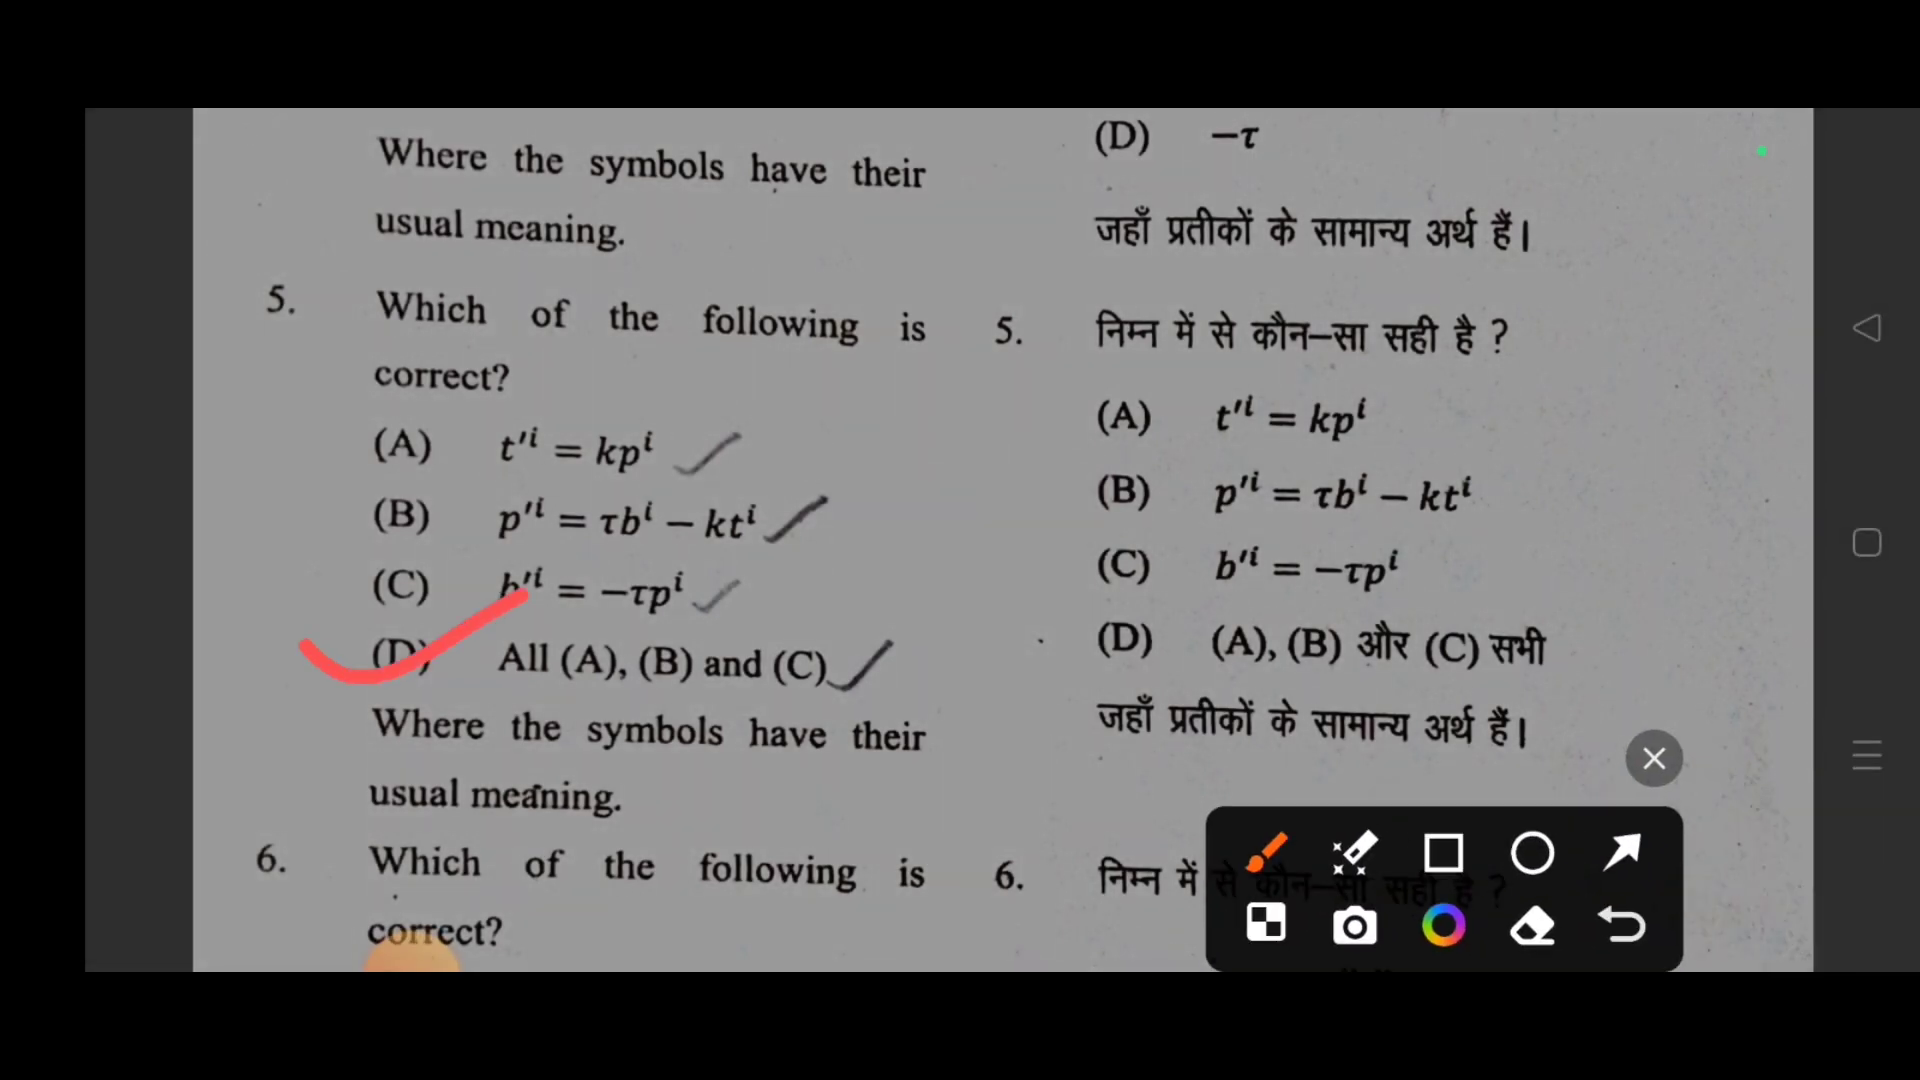 Where the symbols have their
usual meaning.
5. Which of the following is
correct?
(A) t'ⁱ = kpⁱ
(B) p'ⁱ = τbⁱ − ktⁱ
(C) b'ⁱ = −τpⁱ
(D) All (A), (B) and (C)
Where the symbols have their
usual meaning.
6. Which of the following is
correct?
(D) −τ
जहाँ प्रतीकों के सामान्य अर्थ हैं।
5. निम्न में से कौन–सा सही है ?
(A) t'ⁱ = kpⁱ
(B) p'ⁱ = τbⁱ − ktⁱ
(C) b'ⁱ = −τpⁱ
(D) (A), (B) और (C) सभी
जहाँ प्रतीकों के सामान्य अर्थ हैं।
6. निम्न में से कौन–सा सही है ?